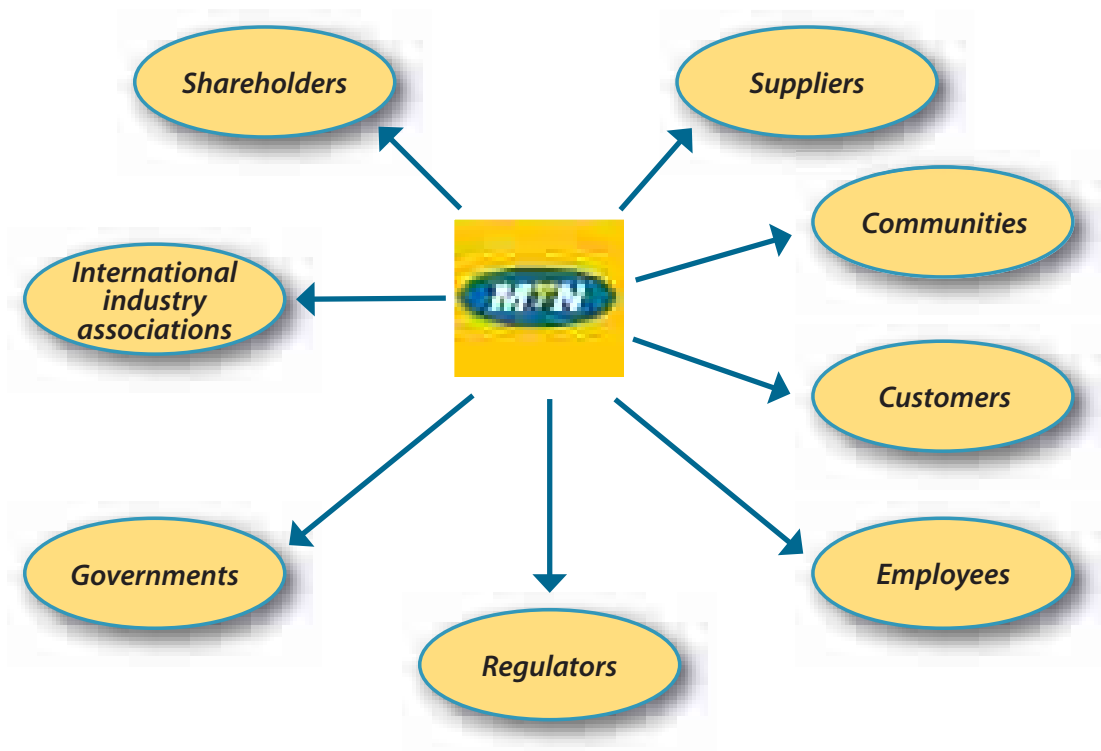 Shareholders
Suppliers
Communities
International
industry
associations
MTN
Customers
Governments
Employees
Regulators